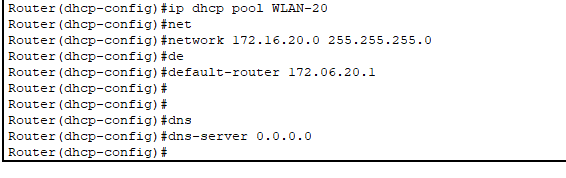 Router(dhcp-config)#ip dhcp pool WLAN-20
Router(dhcp-config)#net
Router(dhcp-config)#network 172.16.20.0 255.255.255.0
Router(dhcp-config)#de
Router(dhcp-config)#default-router 172.06.20.1
Router(dhcp-config)#
Router(dhcp-config)#
Router(dhcp-config)#dns
Router(dhcp-config)#dns-server 0.0.0.0
Router(dhcp-config)#